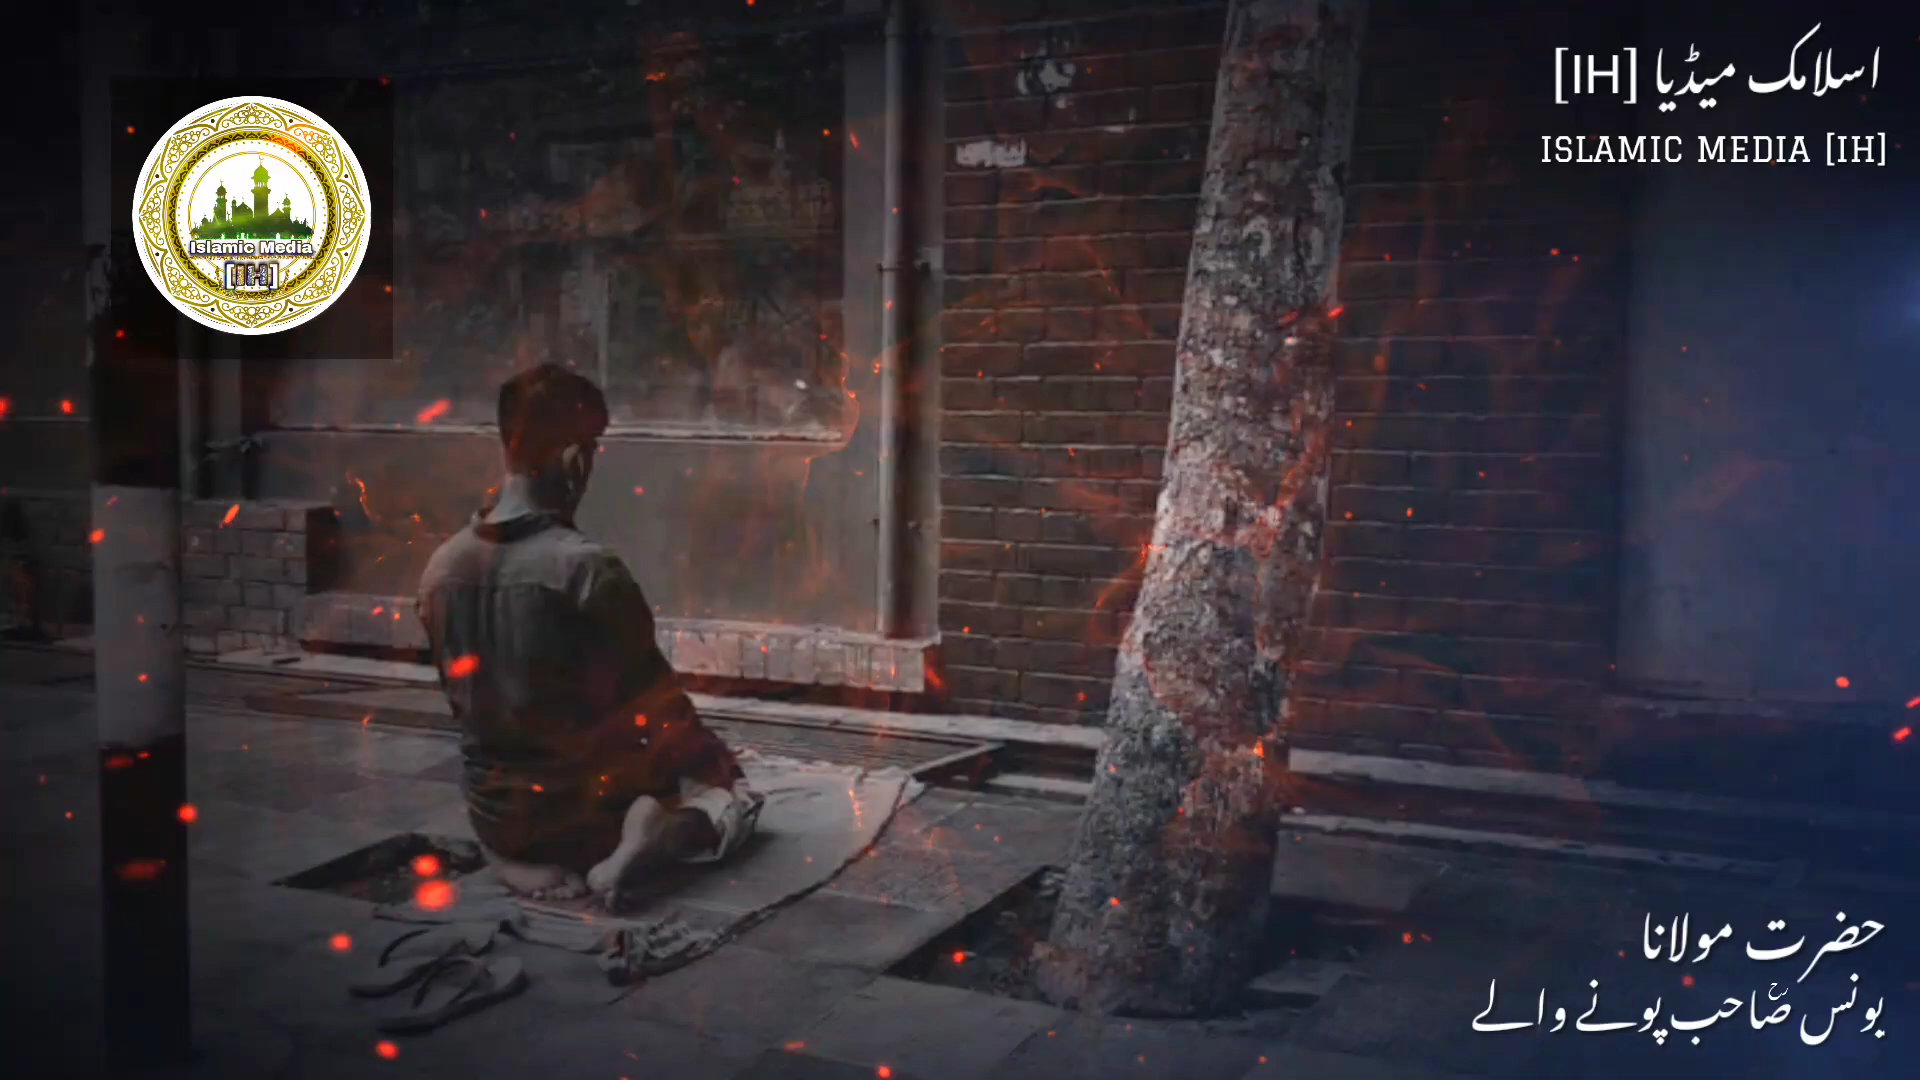 اسلامک میڈیا [IH]
ISLAMIC MEDIA [IH]
Islamic Media
[IH]
حضرت مولانا
یونس صاحبؒ پونے والے